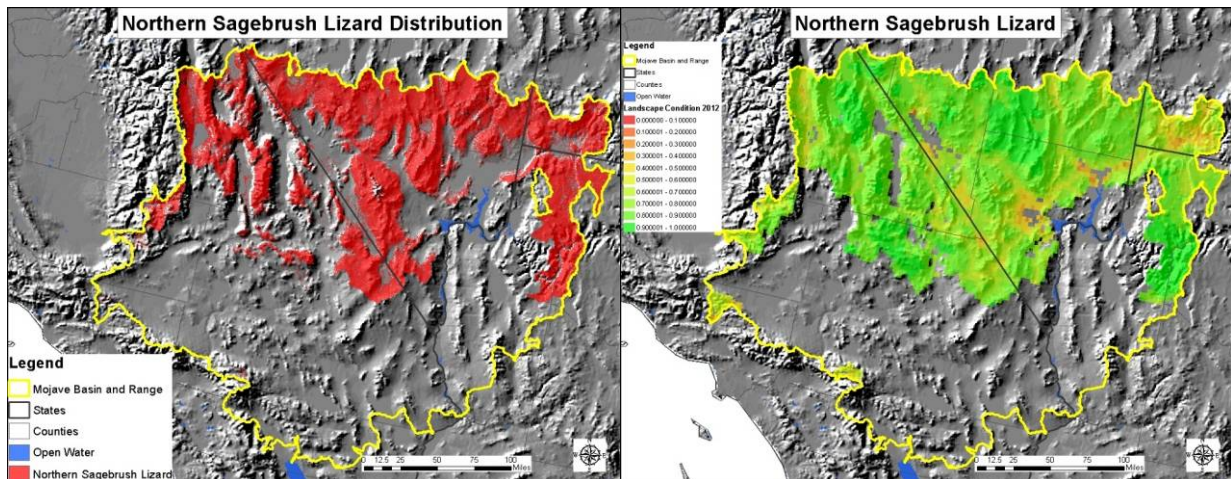 Northern Sagebrush Lizard Distribution
Legend
Mojave Basin and Range
States
Counties
Open Water
Northern Sagebrush Lizard
0 12.5 25 50 75 100
Miles
Northern Sagebrush Lizard
Legend
Mojave Basin and Range
States
Counties
Open Water
Landscape Condition 2012
0.000000 - 0.100000
0.100001 - 0.200000
0.200001 - 0.300000
0.300001 - 0.400000
0.400001 - 0.500000
0.500001 - 0.600000
0.600001 - 0.700000
0.700001 - 0.800000
0.800001 - 0.900000
0.900001 - 1.000000
0 12.5 25 50 75 100
Miles